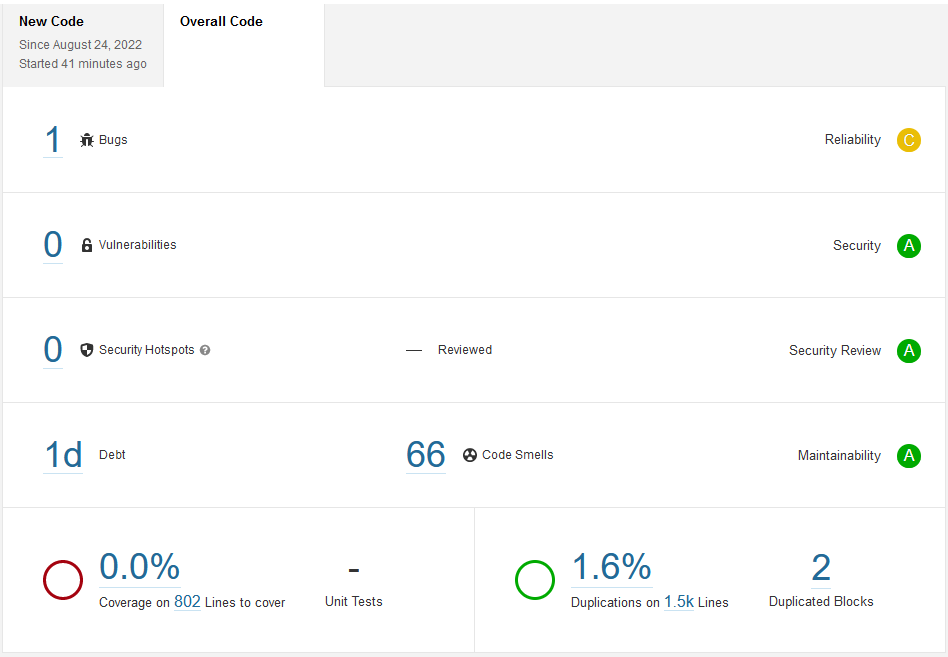 New Code
Overall Code
Since August 24, 2022
Started 41 minutes ago
1 Bugs
Reliability C
0 Vulnerabilities
Security A
0 Security Hotspots ?
— Reviewed
Security Review A
1d Debt
66 Code Smells
Maintainability A
0.0%
Coverage on 802 Lines to cover
-
Unit Tests
1.6%
Duplications on 1.5k Lines
2
Duplicated Blocks